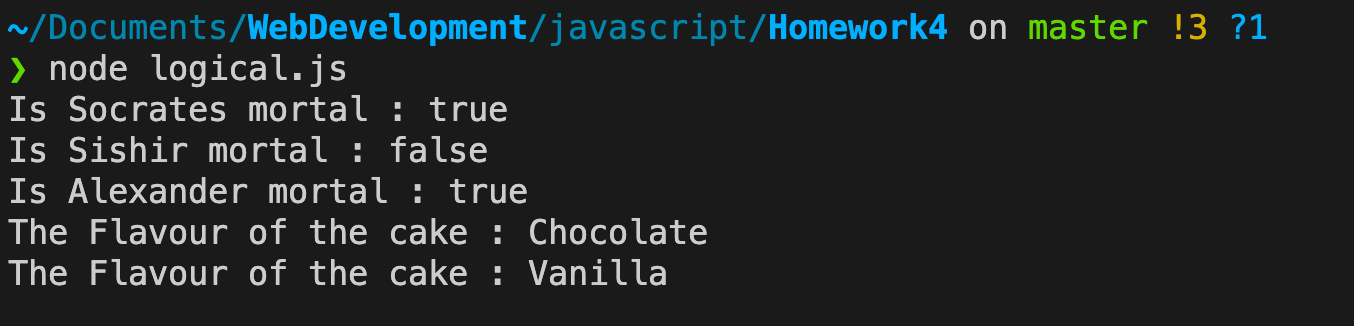 ~/Documents/WebDevelopment/javascript/Homework4 on master !3 ?1
❯ node logical.js
Is Socrates mortal : true
Is Sishir mortal : false
Is Alexander mortal : true
The Flavour of the cake : Chocolate
The Flavour of the cake : Vanilla